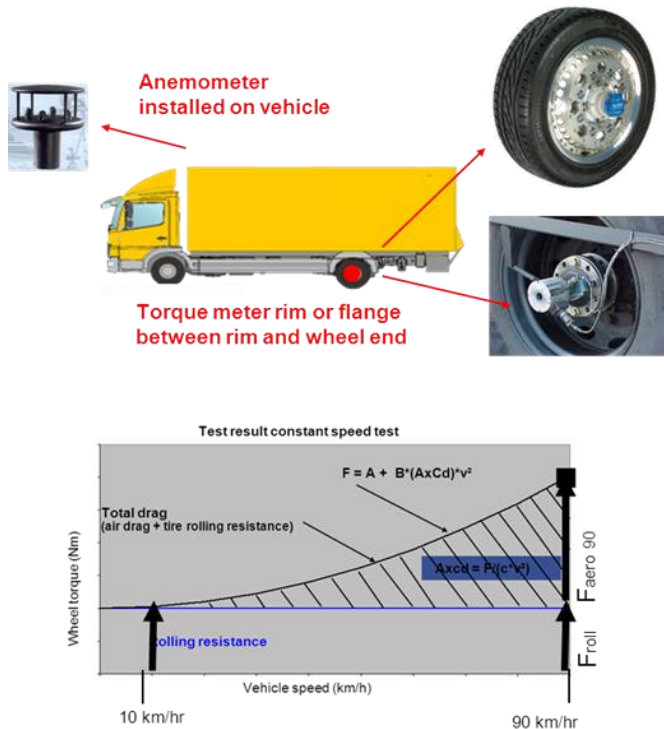 Anemometer
installed on vehicle
Torque meter rim or flange
between rim and wheel end
Test result constant speed test
F = A + B*(AxCd)*v²
Total drag
(air drag + tire rolling resistance)
Axcd = F/(c*v²)
Wheel torque (Nm)
Faero 90
Froll
rolling resistance
Vehicle speed (km/h)
10 km/hr
90 km/hr